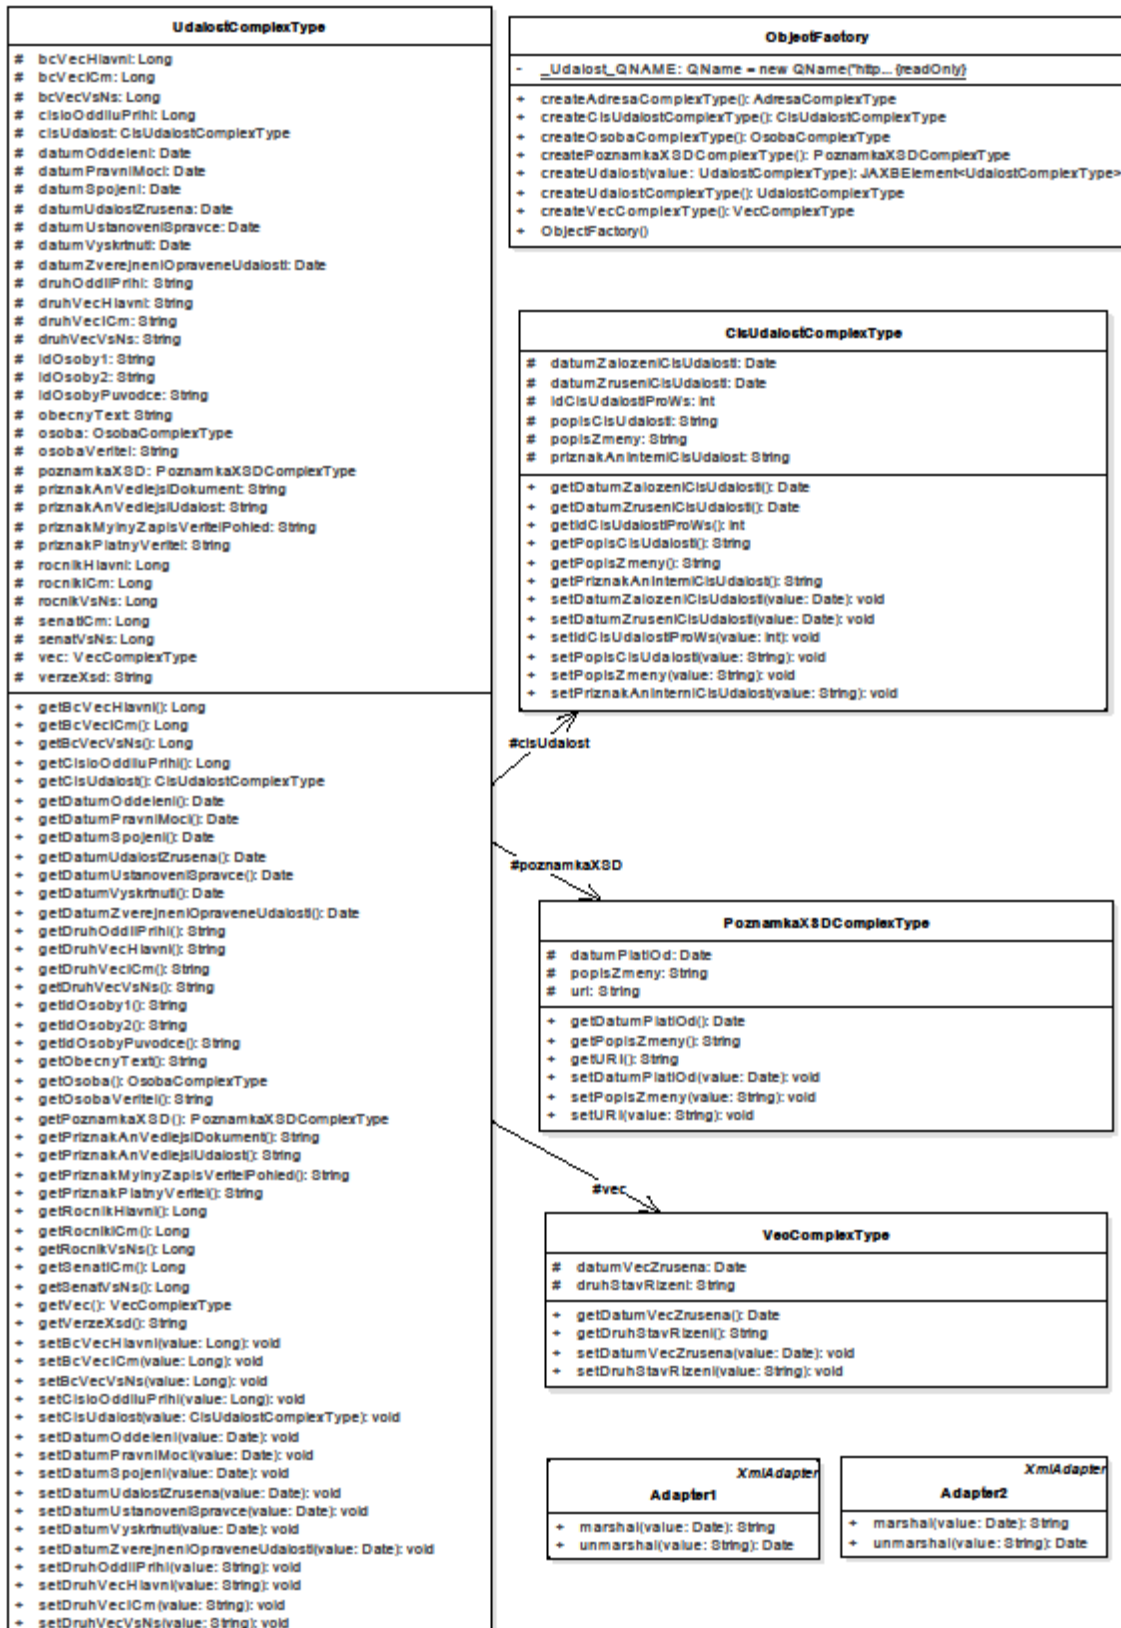 UdalostComplexType
# bcVecHlavni: Long
# bcVecICm: Long
# bcVecVsNs: Long
# cisloOddiluPrihl: Long
# cisUdalost: CisUdalostComplexType
# datumOddeleni: Date
# datumPravniMoci: Date
# datumSpojeni: Date
# datumUdalostZrusena: Date
# datumUstanoveniSpravce: Date
# datumVyskrtnuti: Date
# datumZverejneniOpraveneUdalosti: Date
# druhOddilPrihl: String
# druhVecHlavni: String
# druhVecICm: String
# druhVecVsNs: String
# idOsoby1: String
# idOsoby2: String
# idOsobyPuvodce: String
# obecnyText: String
# osoba: OsobaComplexType
# osobaVeritel: String
# poznamkaXSD: PoznamkaXSDComplexType
# priznakAnVedlejsiDokument: String
# priznakAnVedlejsiUdalost: String
# priznakMylnyZapisVeritelPohled: String
# priznakPlatnyVeritel: String
# rocnikHlavni: Long
# rocnikICm: Long
# rocnikVsNs: Long
# senatICm: Long
# senatVsNs: Long
# vec: VecComplexType
# verzeXsd: String
+ getBcVecHlavni(): Long
+ getBcVecICm(): Long
+ getBcVecVsNs(): Long
+ getCisloOddiluPrihl(): Long
+ getCisUdalost(): CisUdalostComplexType
+ getDatumOddeleni(): Date
+ getDatumPravniMoci(): Date
+ getDatumSpojeni(): Date
+ getDatumUdalostZrusena(): Date
+ getDatumUstanoveniSpravce(): Date
+ getDatumVyskrtnuti(): Date
+ getDatumZverejneniOpraveneUdalosti(): Date
+ getDruhOddilPrihl(): String
+ getDruhVecHlavni(): String
+ getDruhVecICm(): String
+ getDruhVecVsNs(): String
+ getIdOsoby1(): String
+ getIdOsoby2(): String
+ getIdOsobyPuvodce(): String
+ getObecnyText(): String
+ getOsoba(): OsobaComplexType
+ getOsobaVeritel(): String
+ getPoznamkaXSD(): PoznamkaXSDComplexType
+ getPriznakAnVedlejsiDokument(): String
+ getPriznakAnVedlejsiUdalost(): String
+ getPriznakMylnyZapisVeritelPohled(): String
+ getPriznakPlatnyVeritel(): String
+ getRocnikHlavni(): Long
+ getRocnikICm(): Long
+ getRocnikVsNs(): Long
+ getSenatICm(): Long
+ getSenatVsNs(): Long
+ getVec(): VecComplexType
+ getVerzeXsd(): String
+ setBcVecHlavni(value: Long): void
+ setBcVecICm(value: Long): void
+ setBcVecVsNs(value: Long): void
+ setCisloOddiluPrihl(value: Long): void
+ setCisUdalost(value: CisUdalostComplexType): void
+ setDatumOddeleni(value: Date): void
+ setDatumPravniMoci(value: Date): void
+ setDatumSpojeni(value: Date): void
+ setDatumUdalostZrusena(value: Date): void
+ setDatumUstanoveniSpravce(value: Date): void
+ setDatumVyskrtnuti(value: Date): void
+ setDatumZverejneniOpraveneUdalosti(value: Date): void
+ setDruhOddilPrihl(value: String): void
+ setDruhVecHlavni(value: String): void
+ setDruhVecICm(value: String): void
+ setDruhVecVsNs(value: String): void
ObjectFactory
- _Udalost_QNAME: QName = new QName("http... {readOnly}
+ createAdresaComplexType(): AdresaComplexType
+ createCisUdalostComplexType(): CisUdalostComplexType
+ createOsobaComplexType(): OsobaComplexType
+ createPoznamkaXSDComplexType(): PoznamkaXSDComplexType
+ createUdalost(value: UdalostComplexType): JAXBElement<UdalostComplexType>
+ createUdalostComplexType(): UdalostComplexType
+ createVecComplexType(): VecComplexType
+ ObjectFactory()
CisUdalostComplexType
# datumZalozeniCisUdalosti: Date
# datumZruseniCisUdalosti: Date
# idCisUdalostiProWs: int
# popisCisUdalosti: String
# popisZmeny: String
# priznakAnInterniCisUdalost: String
+ getDatumZalozeniCisUdalosti(): Date
+ getDatumZruseniCisUdalosti(): Date
+ getIdCisUdalostiProWs(): int
+ getPopisCisUdalosti(): String
+ getPopisZmeny(): String
+ getPriznakAnInterniCisUdalost(): String
+ setDatumZalozeniCisUdalosti(value: Date): void
+ setDatumZruseniCisUdalosti(value: Date): void
+ setIdCisUdalostiProWs(value: int): void
+ setPopisCisUdalosti(value: String): void
+ setPopisZmeny(value: String): void
+ setPriznakAnInterniCisUdalost(value: String): void
#cisUdalost
#poznamkaXSD
PoznamkaXSDComplexType
# datumPlatiOd: Date
# popisZmeny: String
# uri: String
+ getDatumPlatiOd(): Date
+ getPopisZmeny(): String
+ getURI(): String
+ setDatumPlatiOd(value: Date): void
+ setPopisZmeny(value: String): void
+ setURI(value: String): void
#vec
VecComplexType
# datumVecZrusena: Date
# druhStavRizeni: String
+ getDatumVecZrusena(): Date
+ getDruhStavRizeni(): String
+ setDatumVecZrusena(value: Date): void
+ setDruhStavRizeni(value: String): void
XmlAdapter
Adapter1
+ marshal(value: Date): String
+ unmarshal(value: String): Date
XmlAdapter
Adapter2
+ marshal(value: Date): String
+ unmarshal(value: String): Date